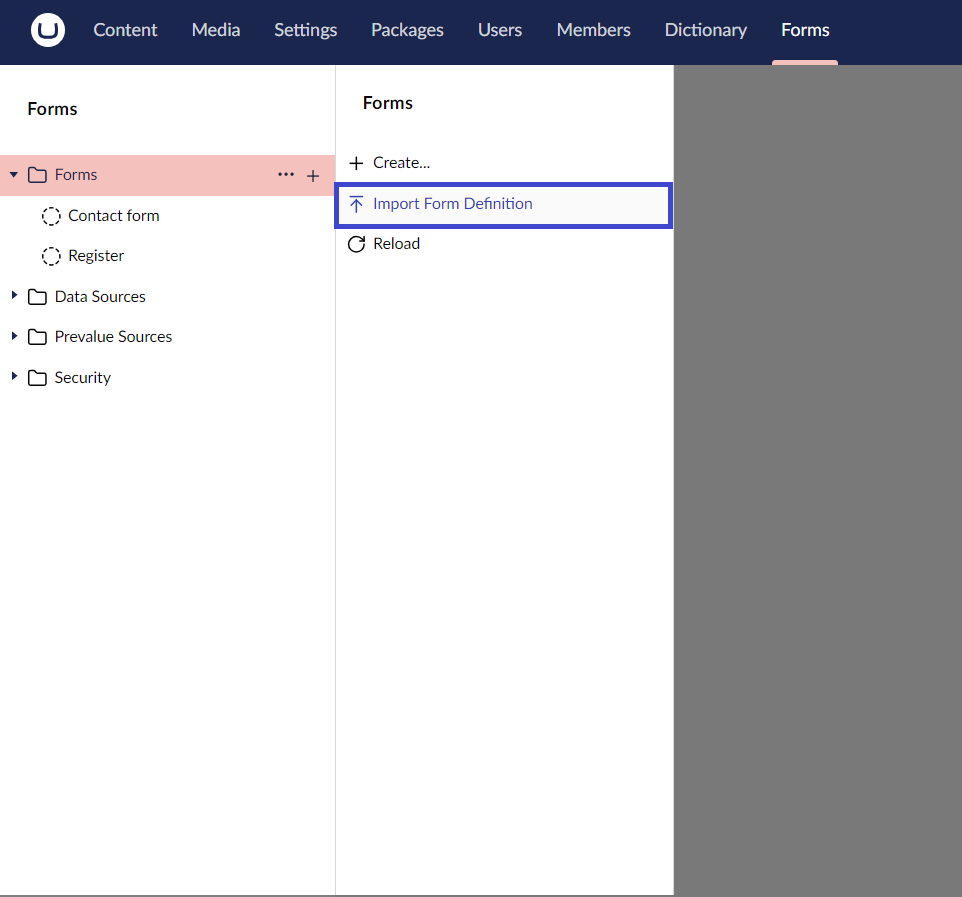 Content Media Settings Packages Users Members Dictionary Forms
Forms
Forms
Contact form
Register
Data Sources
Prevalue Sources
Security
Forms
Create...
Import Form Definition
Reload